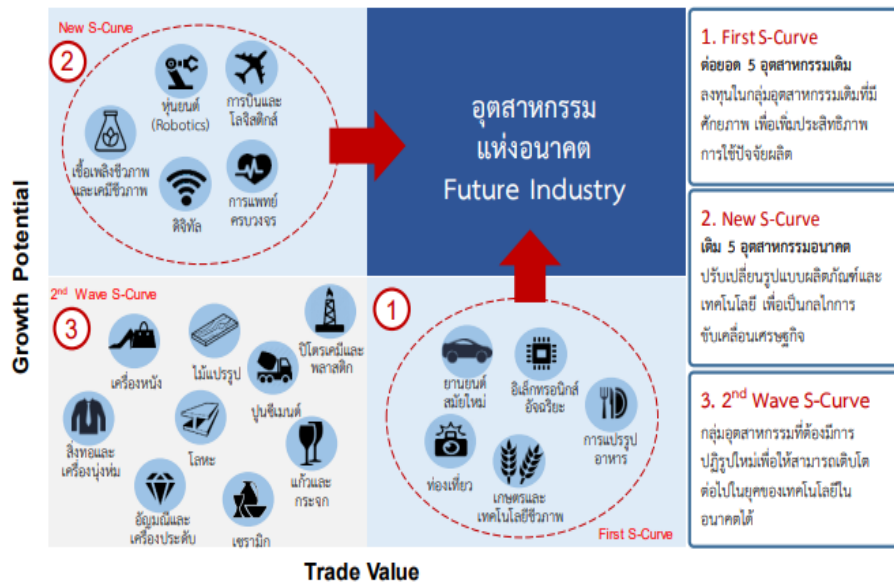 New S-Curve
2
หุ่นยนต์
(Robotics)
การบินและ
โลจิสติกส์
เชื้อเพลิงชีวภาพ
และเคมีชีวภาพ
ดิจิทัล
การแพทย์
ครบวงจร
อุตสาหกรรม
แห่งอนาคต
Future Industry
Growth Potential
2nd Wave S-Curve
3
เครื่องหนัง
ไม้แปรรูป
ปูนซีเมนต์
ปิโตรเคมีและ
พลาสติก
สิ่งทอและ
เครื่องนุ่งห่ม
โลหะ
แก้วและ
กระจก
อัญมณีและ
เครื่องประดับ
เซรามิก
1
ยานยนต์
สมัยใหม่
อิเล็กทรอนิกส์
อัจฉริยะ
การแปรรูป
อาหาร
ท่องเที่ยว
เกษตรและ
เทคโนโลยีชีวภาพ
First S-Curve
Trade Value
1. First S-Curve
ต่อยอด 5 อุตสาหกรรมเดิม
ลงทุนในกลุ่มอุตสาหกรรมเดิมที่มี
ศักยภาพ เพื่อเพิ่มประสิทธิภาพ
การใช้ปัจจัยผลิต
2. New S-Curve
เติม 5 อุตสาหกรรมอนาคต
ปรับเปลี่ยนรูปแบบผลิตภัณฑ์และ
เทคโนโลยี เพื่อเป็นกลไกการ
ขับเคลื่อนเศรษฐกิจ
3. 2nd Wave S-Curve
กลุ่มอุตสาหกรรมที่ต้องมีการ
ปฏิรูปใหม่เพื่อให้สามารถเติบโต
ต่อไปในยุคของเทคโนโลยีใน
อนาคตได้